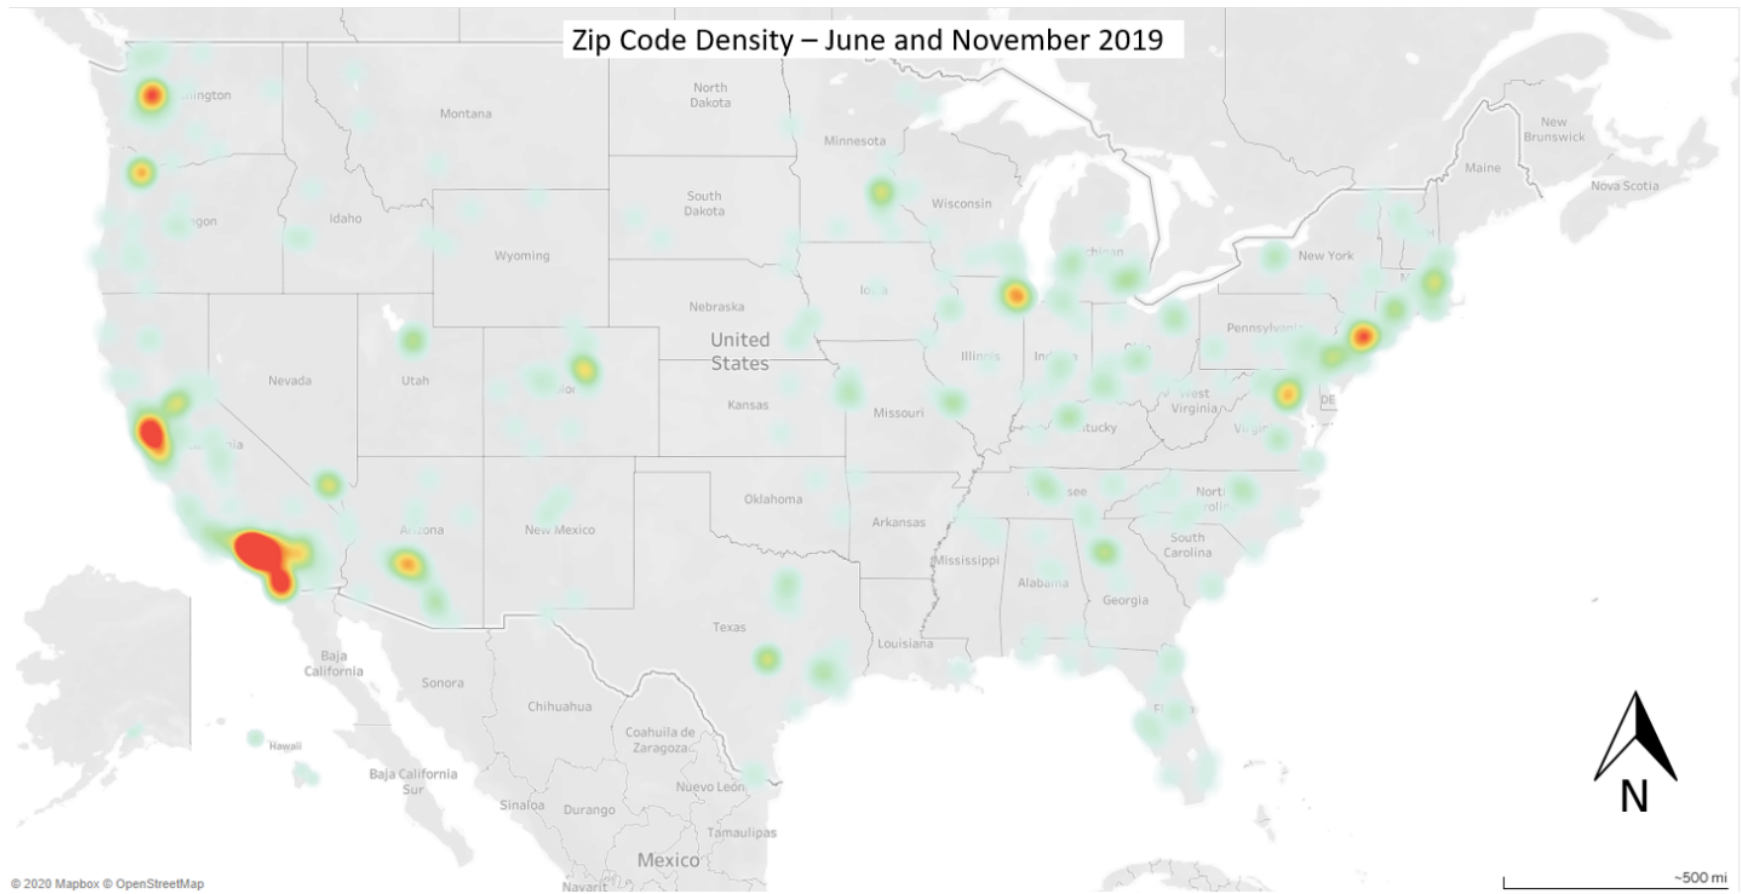 Zip Code Density – June and November 2019
North
Dakota
Montana
Minnesota
New
Brunswick
Maine
Nova Scotia
South
Dakota
Wisconsin
Idaho
Wyoming
New York
Nebraska
United
States
Pennsylvania
Illinois
Nevada
Utah
Kansas
Missouri
West
Virginia
DE
Oklahoma
Arkansas
Arizona
New Mexico
South
Carolina
Mississippi
Alabama
Georgia
Texas
Louisiana
Baja
California
Sonora
Chihuahua
Coahuila de
Zaragoza
Hawaii
Baja California
Sur
Nuevo León
Sinaloa
Durango
Tamaulipas
Mexico
Navarit
N
© 2020 Mapbox © OpenStreetMap
~500 mi